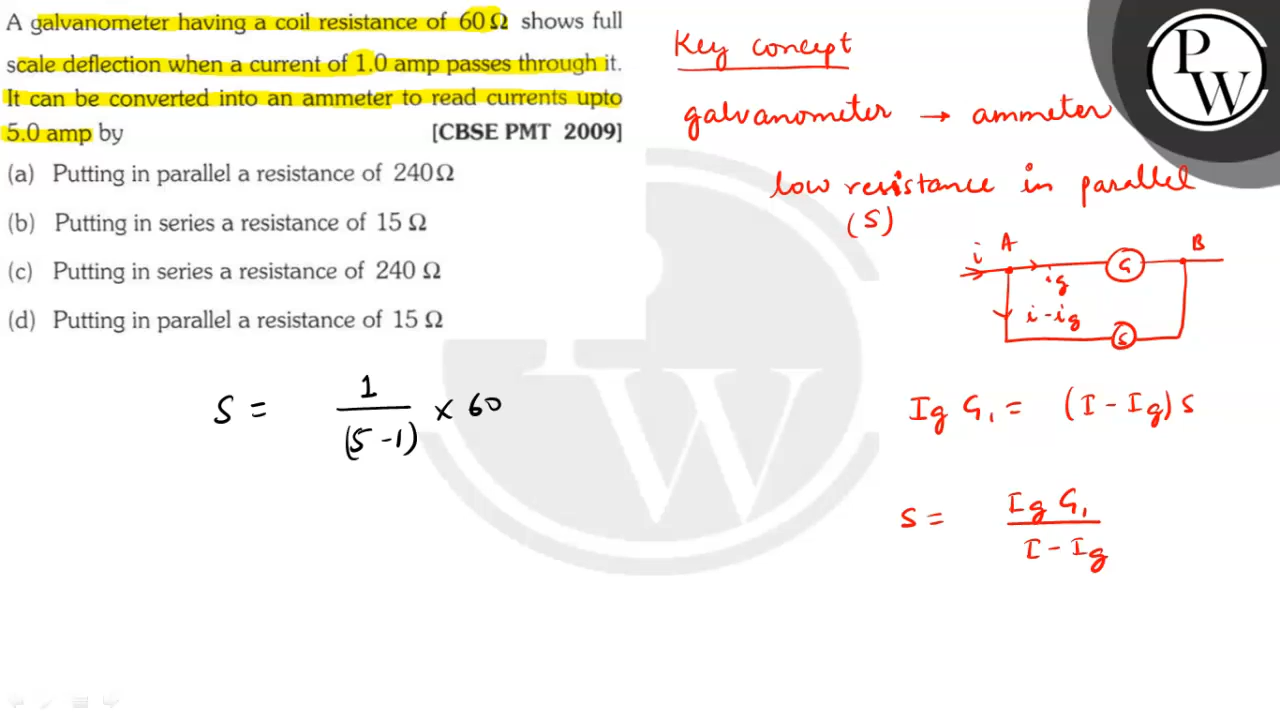 A galvanometer having a coil resistance of 60 Ω shows full
scale deflection when a current of 1.0 amp passes through it.
It can be converted into an ammeter to read currents upto
5.0 amp by [CBSE PMT 2009]
(a) Putting in parallel a resistance of 240 Ω
(b) Putting in series a resistance of 15 Ω
(c) Putting in series a resistance of 240 Ω
(d) Putting in parallel a resistance of 15 Ω
S = 1/(5-1) × 60
Key concept
galvanometer → ammeter
low resistance in parallel
(S)
i A B
ig G
i - ig
S
Ig G = (I - Ig) S
S = Ig G / I - Ig
P
W
W